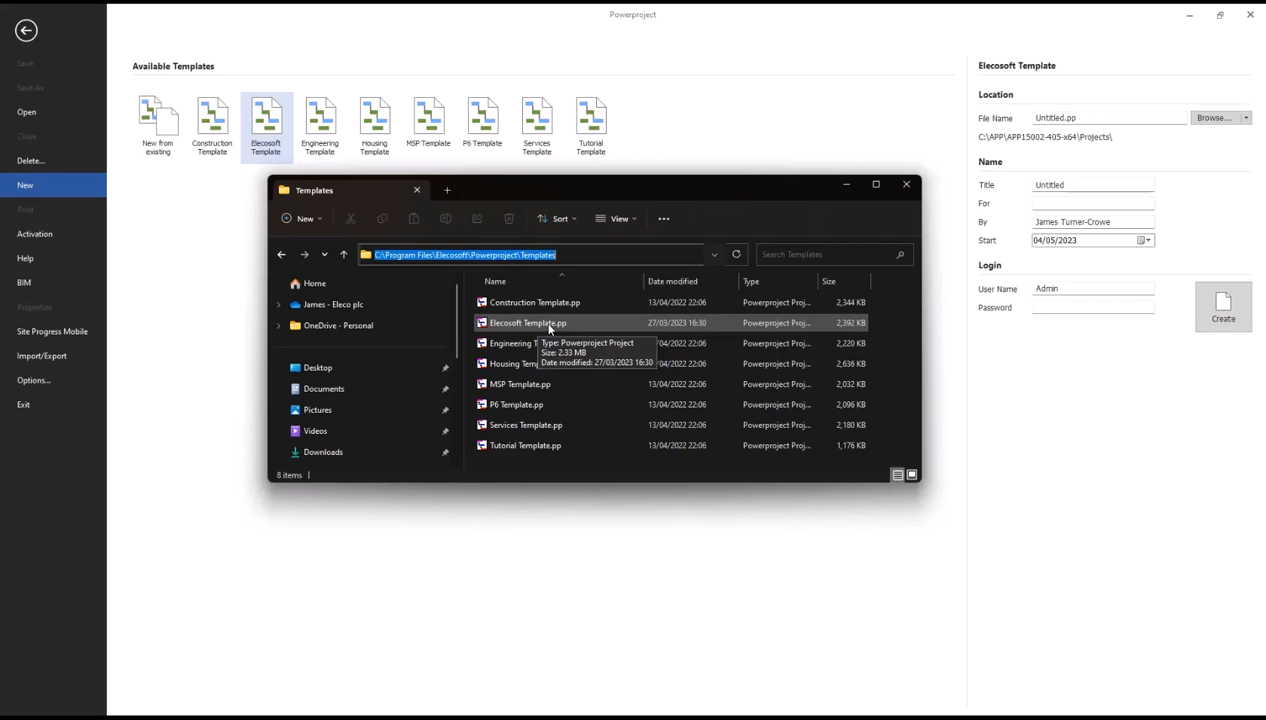 Powerproject
Save
Save As
Open
Close
Delete...
New
Print
Activation
Help
BIM
Properties
Site Progress Mobile
Import/Export
Options...
Exit
Available Templates
New from existing
Construction Template
Elecosoft Template
Engineering Template
Housing Template
MSP Template
P6 Template
Services Template
Tutorial Template
Templates
New
Sort
View
C:\Program Files\Elecosoft\Powerproject\Templates
Search Templates
Home
James - Eleco plc
OneDrive - Personal
Desktop
Documents
Pictures
Videos
Downloads
Name Date modified Type Size
Construction Template.pp 13/04/2022 22:06 Powerproject Proj... 2,344 KB
Elecosoft Template.pp 27/03/2023 16:30 Powerproject Proj... 2,392 KB
Engineering T 04/2022 22:06 Powerproject Proj... 2,220 KB
Housing Temp 04/2022 22:06 Powerproject Proj... 2,636 KB
MSP Template.pp 13/04/2022 22:06 Powerproject Proj... 2,032 KB
P6 Template.pp 13/04/2022 22:06 Powerproject Proj... 2,096 KB
Services Template.pp 13/04/2022 22:06 Powerproject Proj... 2,180 KB
Tutorial Template.pp 13/04/2022 22:06 Powerproject Proj... 1,176 KB
Type: Powerproject Project
Size: 2.33 MB
Date modified: 27/03/2023 16:30
8 items
Elecosoft Template
Location
File Name Untitled.pp Browse...
C:\APP\APP15002-405-x64\Projects\
Name
Title Untitled
For
By James Turner-Crowe
Start 04/05/2023
Login
User Name Admin
Password
Create